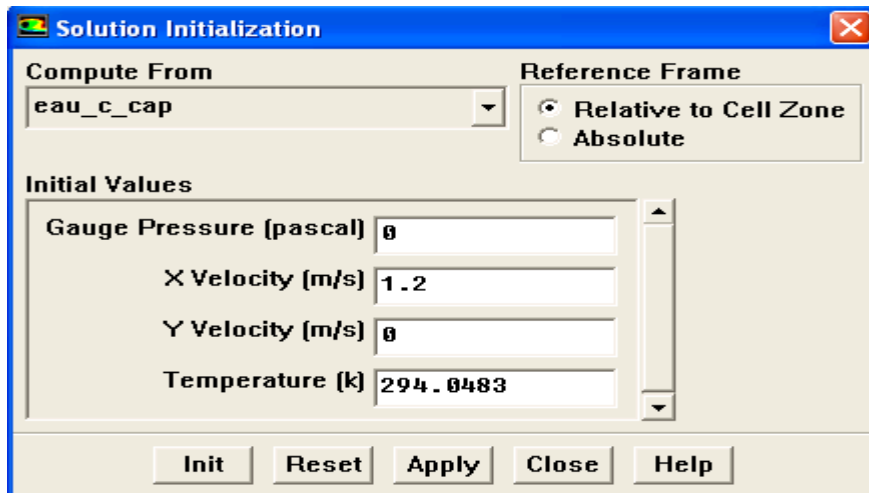 Solution Initialization
Compute From
Reference Frame
eau_c_cap
Relative to Cell Zone
Absolute
Initial Values
Gauge Pressure (pascal) 0
X Velocity (m/s) 1.2
Y Velocity (m/s) 0
Temperature (k) 294.0483
Init Reset Apply Close Help